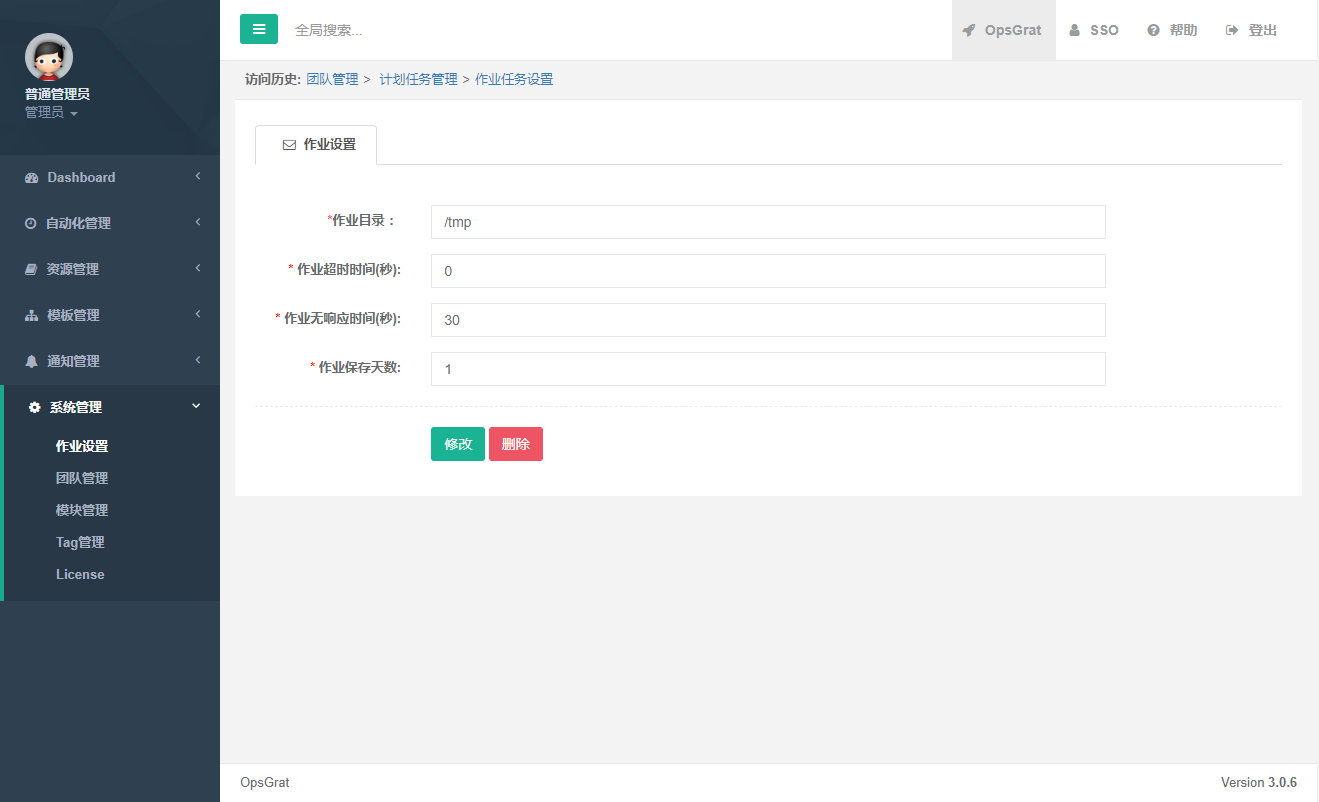 普通管理员
管理员
Dashboard
自动化管理
资源管理
模板管理
通知管理
系统管理
作业设置
团队管理
模块管理
Tag管理
License
全局搜索...
OpsGrat
SSO
帮助
登出
访问历史: 团队管理 > 计划任务管理 > 作业任务设置
作业设置
*作业目录：
/tmp
* 作业超时时间(秒):
0
* 作业无响应时间(秒):
30
* 作业保存天数:
1
修改
删除
OpsGrat
Version 3.0.6